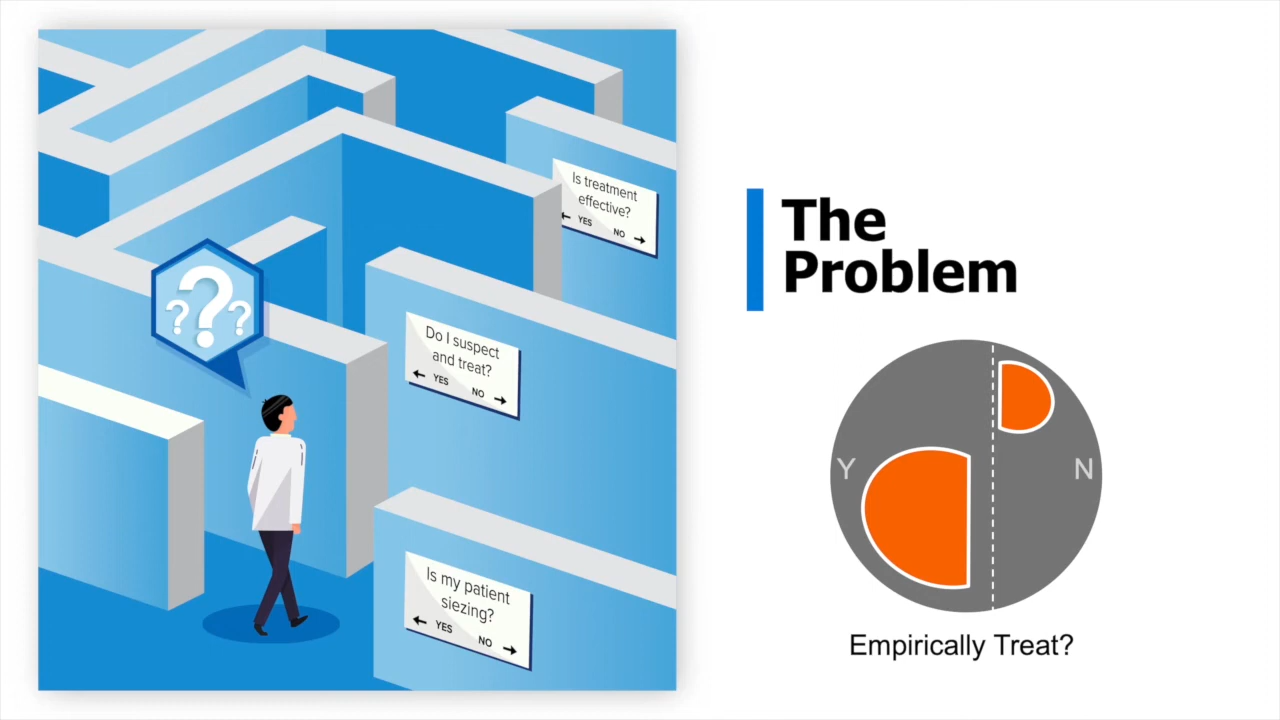 Is treatment
effective?
← YES
NO →
Do I suspect
and treat?
← YES
NO →
Is my patient
siezing?
← YES
NO →
? ? ?
The
Problem
Y
N
Empirically Treat?